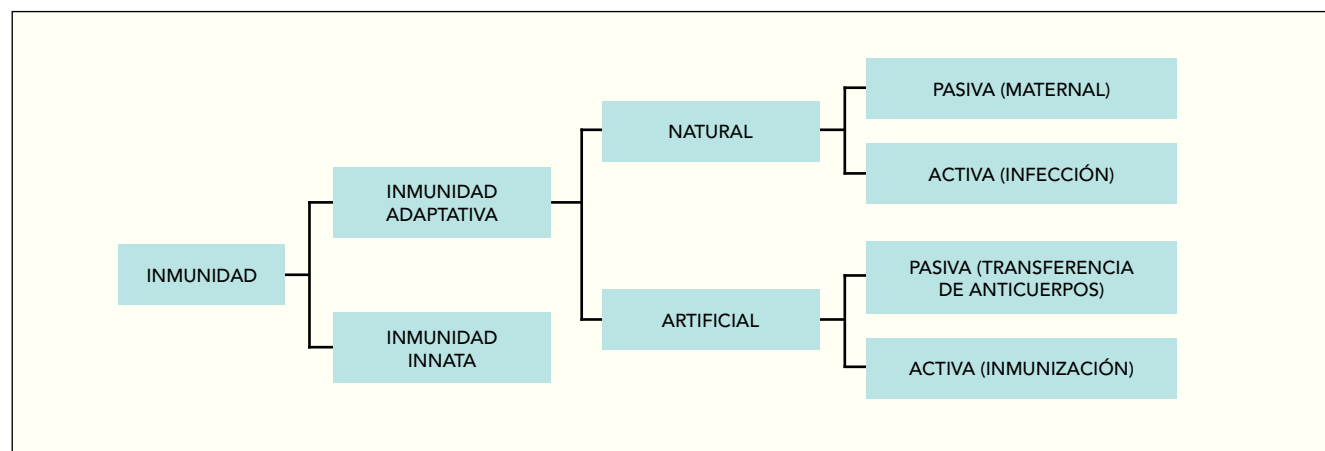 INMUNIDAD
INMUNIDAD
ADAPTATIVA
INMUNIDAD
INNATA
NATURAL
ARTIFICIAL
PASIVA (MATERNAL)
ACTIVA (INFECCIÓN)
PASIVA (TRANSFERENCIA
DE ANTICUERPOS)
ACTIVA (INMUNIZACIÓN)